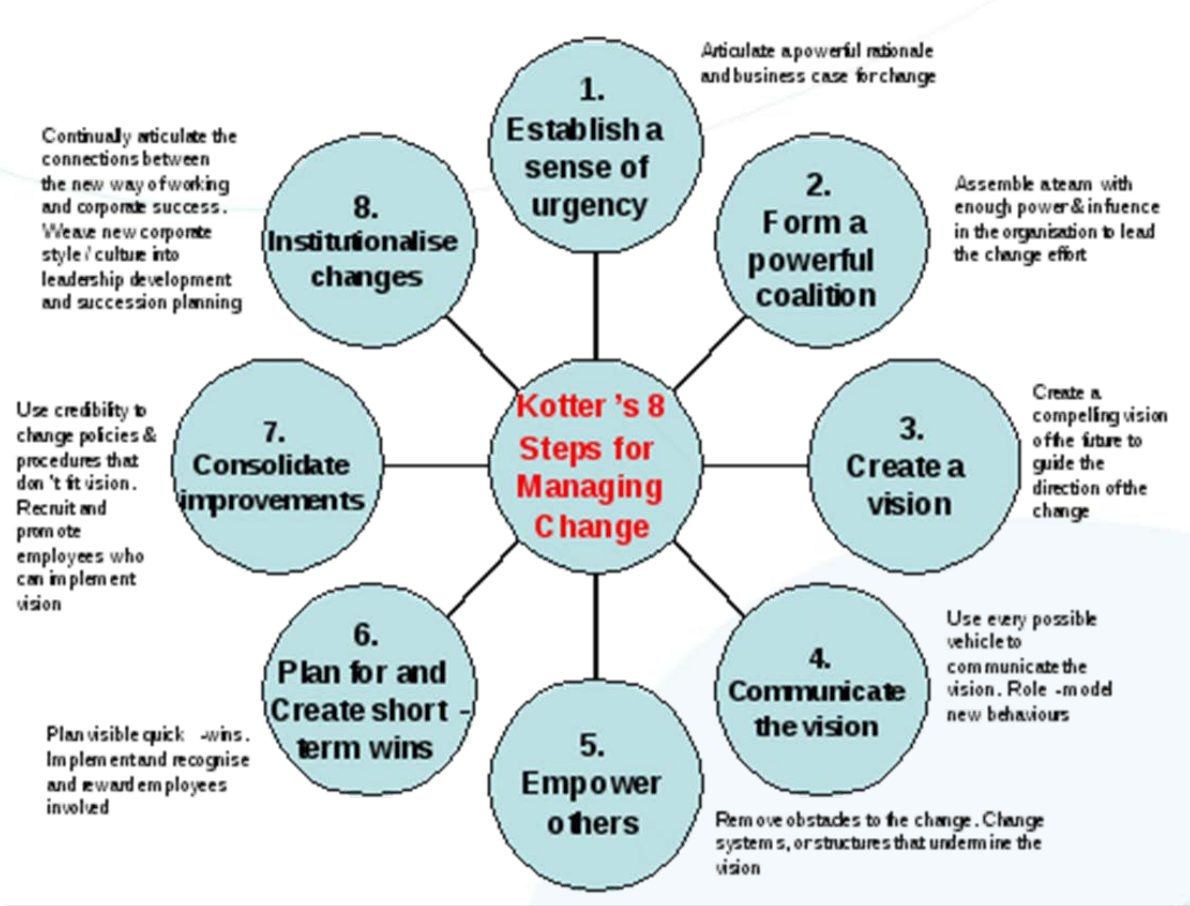 Kotter 's 8
Steps for
Managing
Change
1.
Establish a
sense of
urgency
Articulate a powerful rationale
and business case for change
2.
Form a
powerful
coalition
Assemble a team with
enough power & infuence
in the organization to lead
the change effort
3.
Create a
vision
Create a
compelling vision
of the future to
guide the
direction of the
change
4.
Communicate
the vision
Use every possible
vehicle to
communicate the
vision. Role -model
new behaviours
5.
Empower
others
Remove obstacles to the change. Change
systems, or structures that undermine the
vision
6.
Plan for and
Create short -
term wins
Plan visible quick -wins.
Implement and recognise
and reward employees
involved
7.
Consolidate
improvements
Use credibility to
change policies &
procedures that
don 't fit vision.
Recruit and
promote
employees who
can implement
vision
8.
Institutionalise
changes
Continually articulate the
connections between
the new way of working
and corporate success.
Weave new corporate
style / culture into
leadership development
and succession planning